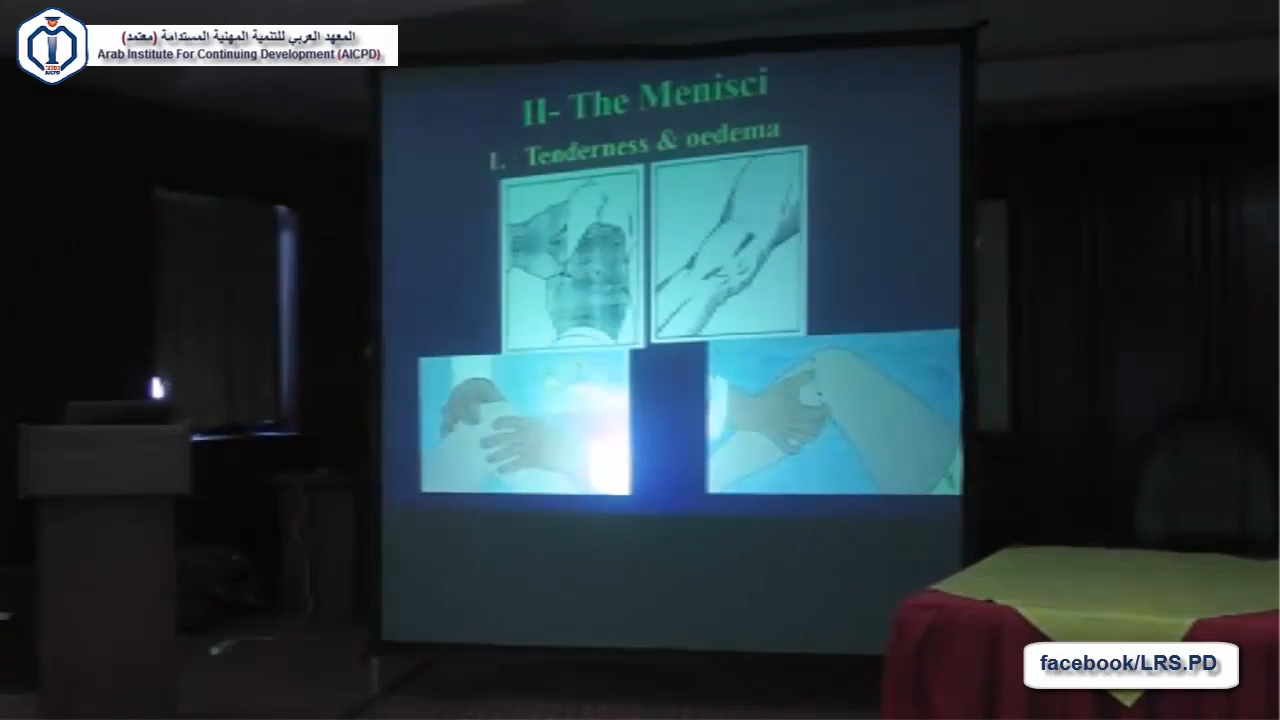 المعهد العربي للتنمية المهنية المستدامة (معتمد)
Arab Institute For Continuing Development (AICPD)
AICPD
II- The Menisci
1. Tenderness & oedema
facebook/LRS.PD